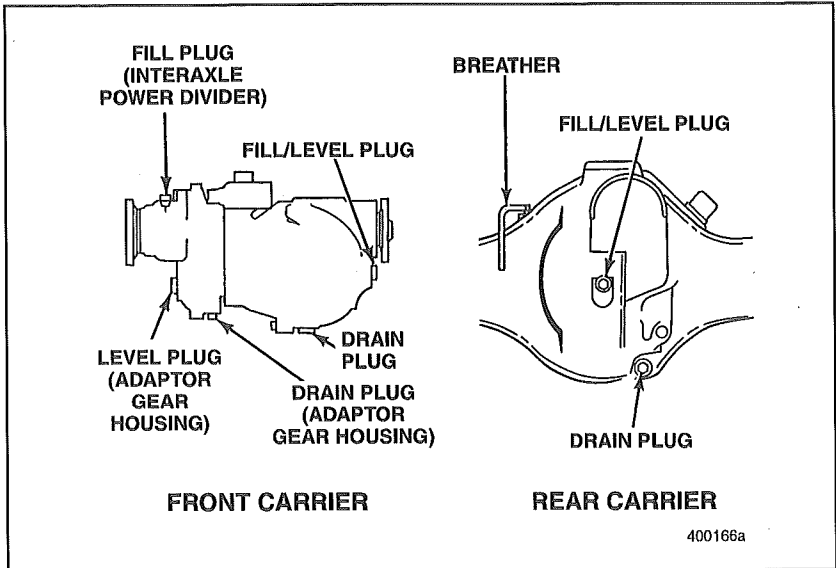 FILL PLUG
(INTERAXLE
POWER DIVIDER)
FILL/LEVEL PLUG
LEVEL PLUG
(ADAPTOR
GEAR
HOUSING)
DRAIN
PLUG
DRAIN PLUG
(ADAPTOR
GEAR HOUSING)
FRONT CARRIER
BREATHER
FILL/LEVEL PLUG
DRAIN PLUG
REAR CARRIER
400166a